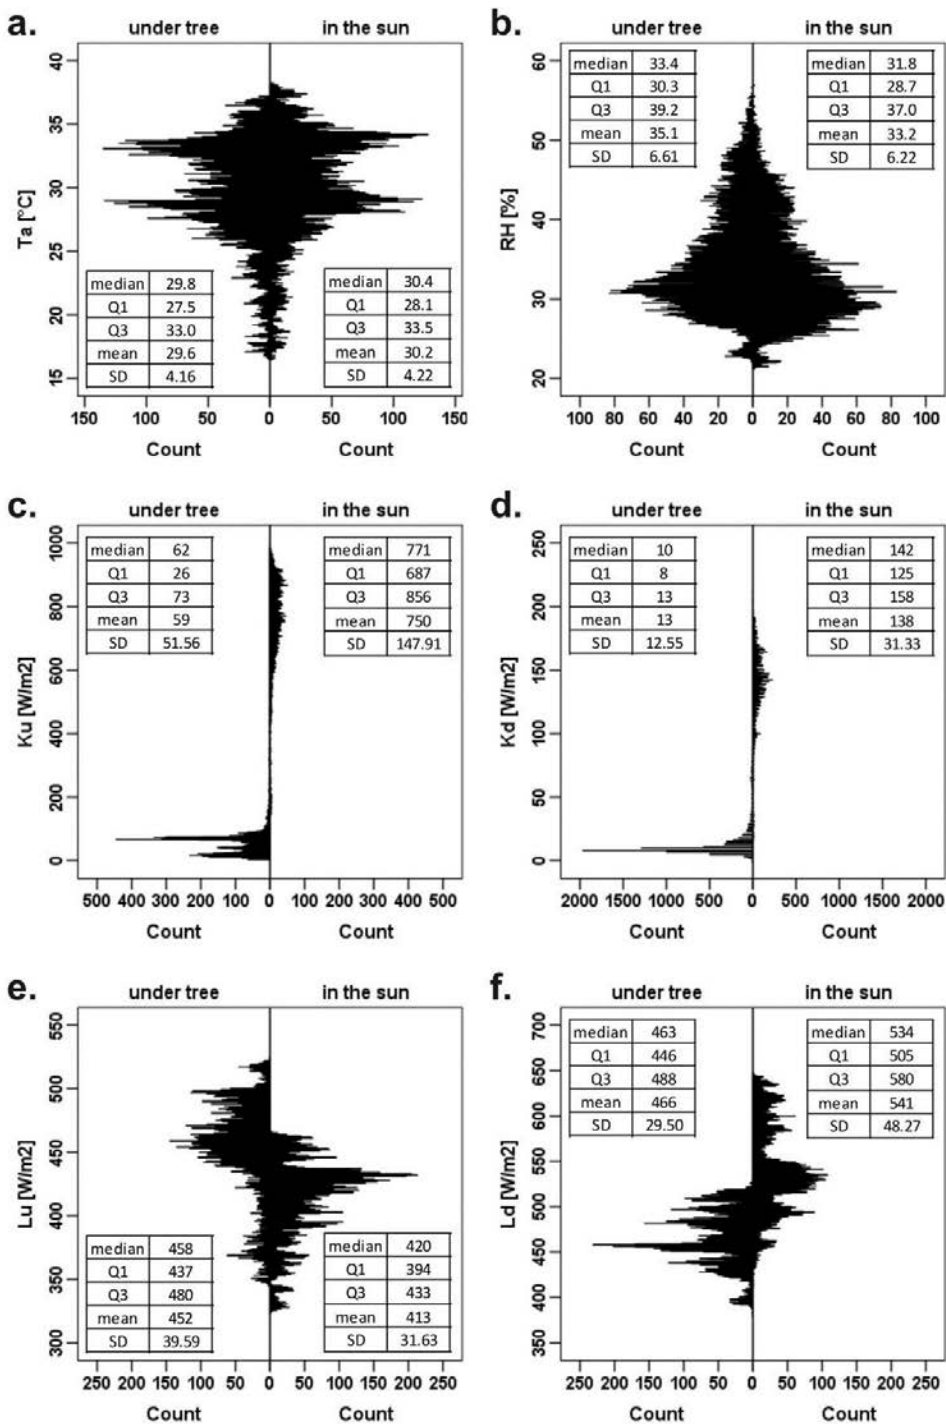 a. under tree in the sun
Ta [°C]
40
35
30
25
20
15
median 29.8
Q1 27.5
Q3 33.0
mean 29.6
SD 4.16
median 30.4
Q1 28.1
Q3 33.5
mean 30.2
SD 4.22
150 100 50 0 50 100 150
Count Count
b. under tree in the sun
RH [%]
60
50
40
30
20
median 33.4
Q1 30.3
Q3 39.2
mean 35.1
SD 6.61
median 31.8
Q1 28.7
Q3 37.0
mean 33.2
SD 6.22
100 80 60 40 20 0 20 40 60 80 100
Count Count
c. under tree in the sun
Ku [W/m2]
1000
800
600
400
200
0
median 62
Q1 26
Q3 73
mean 59
SD 51.56
median 771
Q1 687
Q3 856
mean 750
SD 147.91
500 400 300 200 100 0 100 200 300 400 500
Count Count
d. under tree in the sun
Kd [W/m2]
250
200
150
100
50
0
median 10
Q1 8
Q3 13
mean 13
SD 12.55
median 142
Q1 125
Q3 158
mean 138
SD 31.33
2000 1500 1000 500 0 500 1000 1500 2000
Count Count
e. under tree in the sun
Lu [W/m2]
550
500
450
400
350
300
median 458
Q1 437
Q3 480
mean 452
SD 39.59
median 420
Q1 394
Q3 433
mean 413
SD 31.63
250 200 150 100 50 0 50 100 150 200 250
Count Count
f. under tree in the sun
Ld [W/m2]
700
650
600
550
500
450
400
350
median 463
Q1 446
Q3 488
mean 466
SD 29.50
median 534
Q1 505
Q3 580
mean 541
SD 48.27
250 200 150 100 50 0 50 100 150 200 250
Count Count